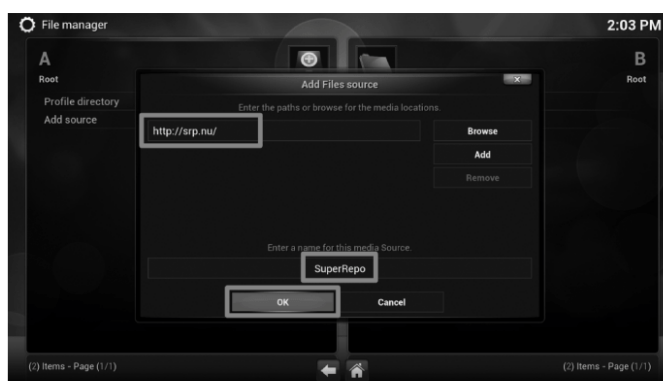 File manager
2:03 PM
A
B
Root
Root
Profile directory
Add source
Add Files source
Enter the paths or browse for the media locations.
http://srp.nu/
Browse
Add
Remove
Enter a name for this media Source.
SuperRepo
OK
Cancel
(2) Items - Page (1/1)
(2) Items - Page (1/1)